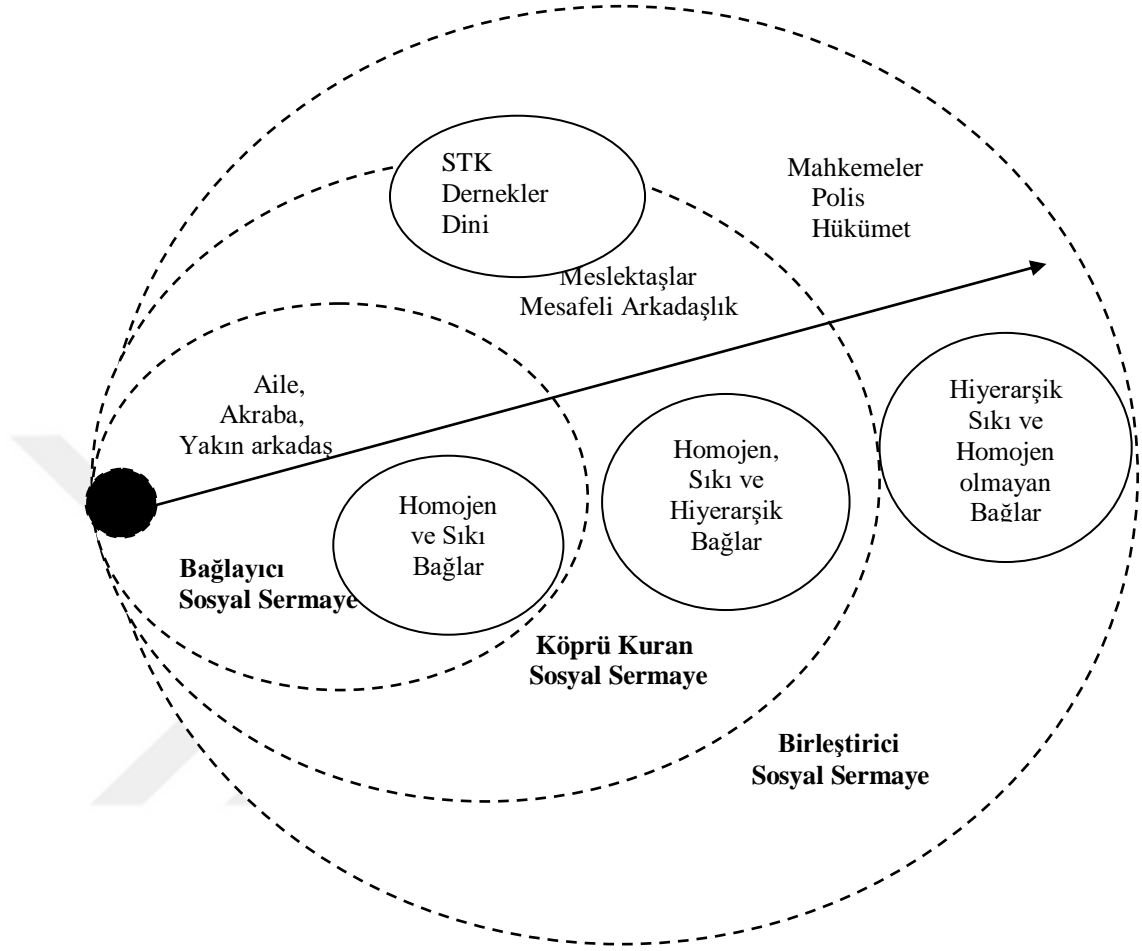 STK
Dernekler
Dini
Mahkemeler
Polis
Hükümet
Meslektaşlar
Mesafeli Arkadaşlık
Aile,
Akraba,
Yakın arkadaş
Hiyerarşik
Sıkı ve
Homojen
olmayan
Bağlar
Homojen,
Sıkı ve
Hiyerarşik
Bağlar
Homojen
ve Sıkı
Bağlar
Bağlayıcı
Sosyal Sermaye
Köprü Kuran
Sosyal Sermaye
Birleştirici
Sosyal Sermaye